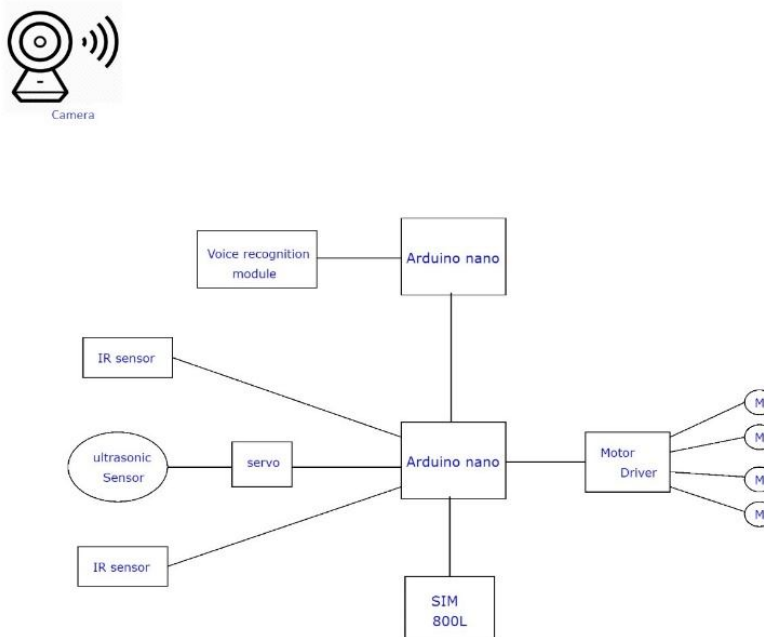 Camera
Voice recognition
module
Arduino nano
IR sensor
ultrasonic
Sensor
servo
Arduino nano
Motor
Driver
M
M
M
M
IR sensor
SIM
800L